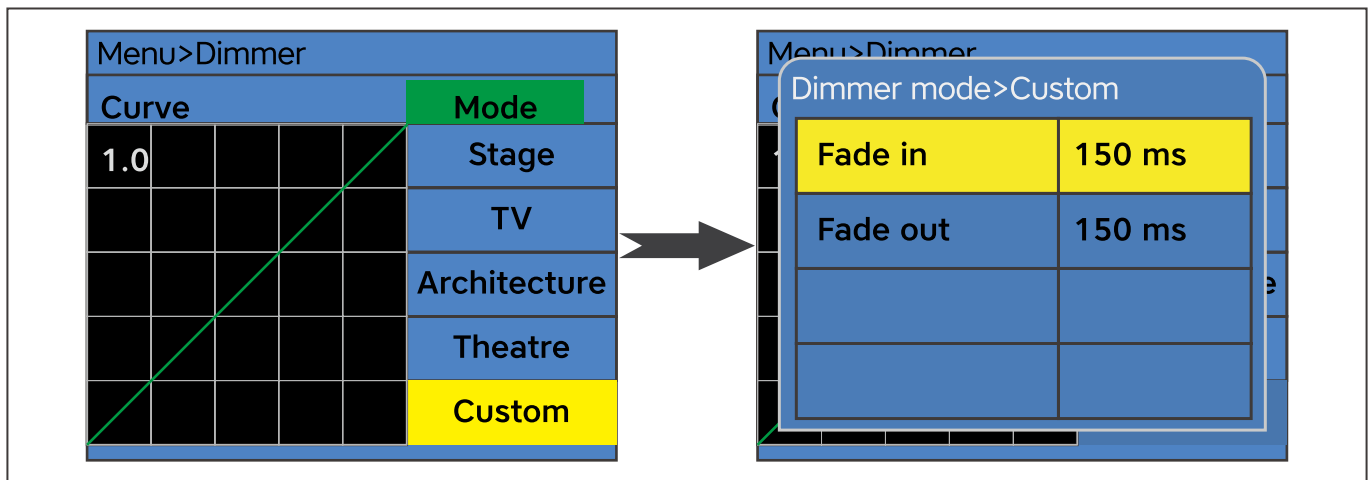 Menu>Dimmer
Curve
Mode
1.0
Stage
TV
Architecture
Theatre
Custom
Menu>Dimmer
Dimmer mode>Custom
Fade in 150 ms
Fade out 150 ms